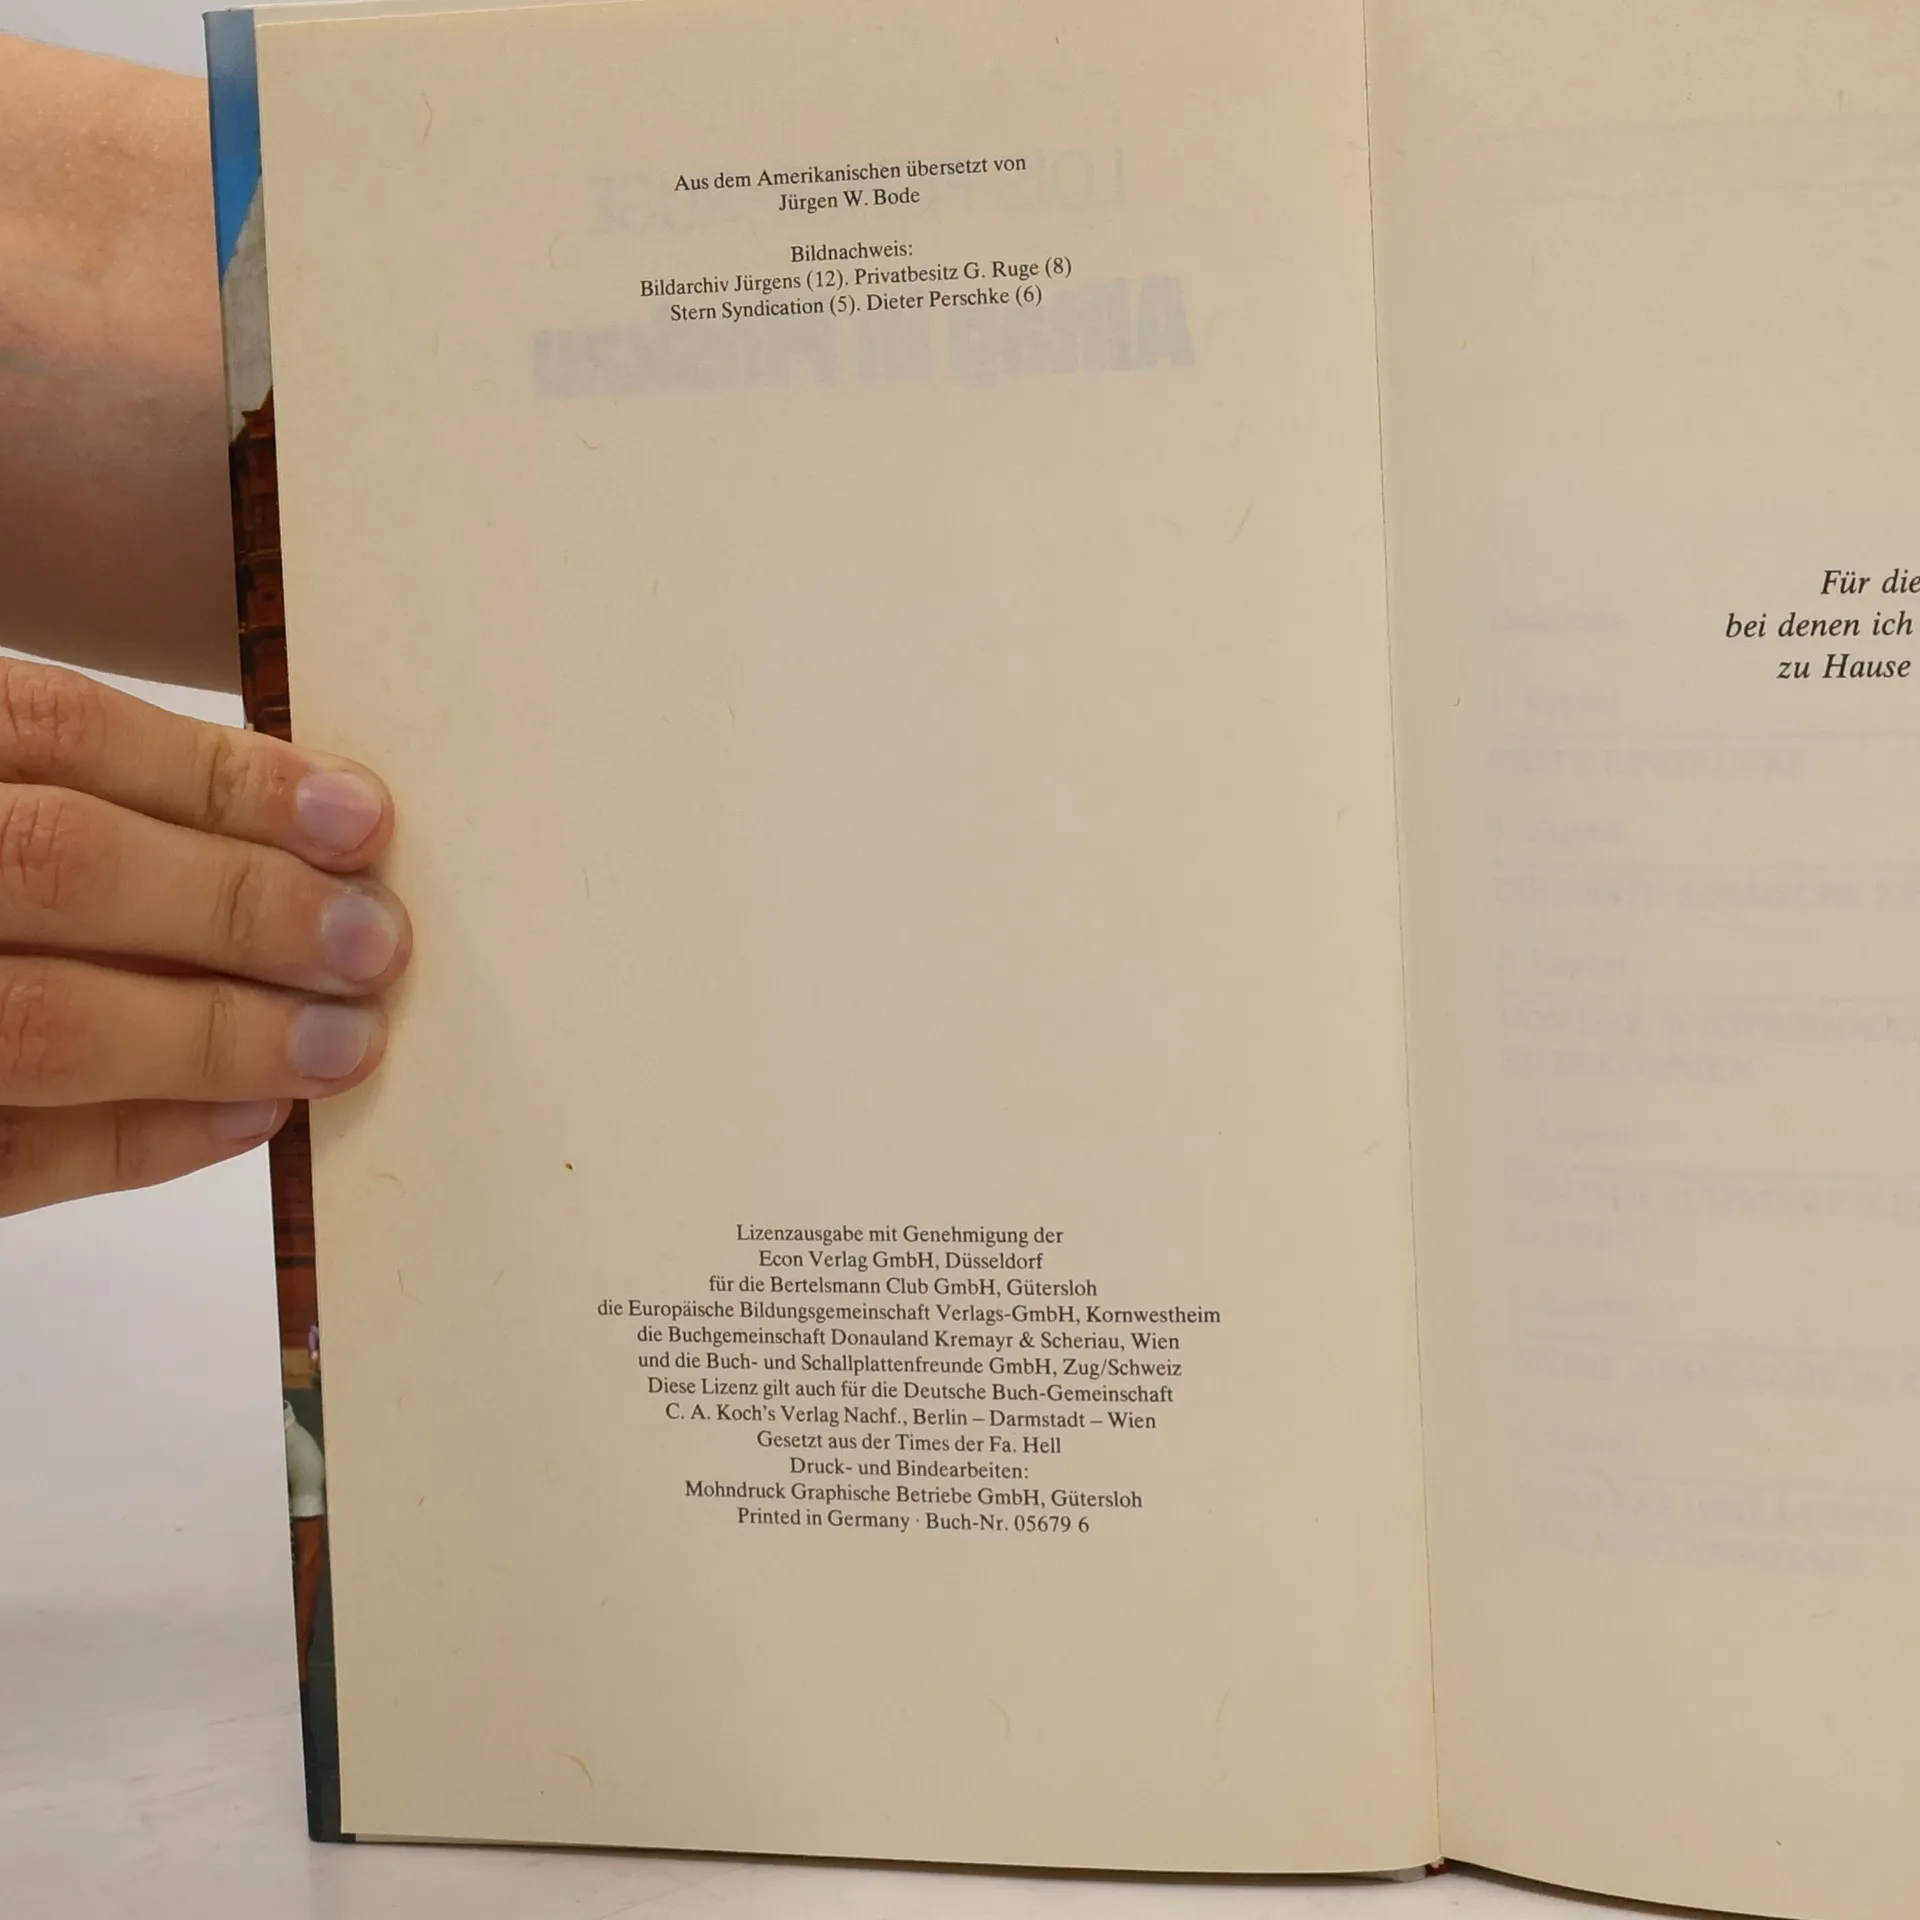 Aus dem Amerikanischen übersetzt von
Jürgen W. Bode
Bildnachweis:
Bildarchiv Jürgens (12). Privatbesitz G. Ruge (8)
Stern Syndication (5). Dieter Perschke (6)
Lizenzausgabe mit Genehmigung der
Econ Verlag GmbH, Düsseldorf
für die Bertelsmann Club GmbH, Gütersloh
die Europäische Bildungsgemeinschaft Verlags-GmbH, Kornwestheim
die Buchgemeinschaft Donauland Kremayr & Scheriau, Wien
und die Buch- und Schallplattenfreunde GmbH, Zug/Schweiz
Diese Lizenz gilt auch für die Deutsche Buch-Gemeinschaft
C. A. Koch's Verlag Nachf., Berlin – Darmstadt – Wien
Gesetzt aus der Times der Fa. Hell
Druck- und Bindearbeiten:
Mohndruck Graphische Betriebe GmbH, Gütersloh
Printed in Germany · Buch-Nr. 05679 6
Für die
bei denen ich
zu Hause